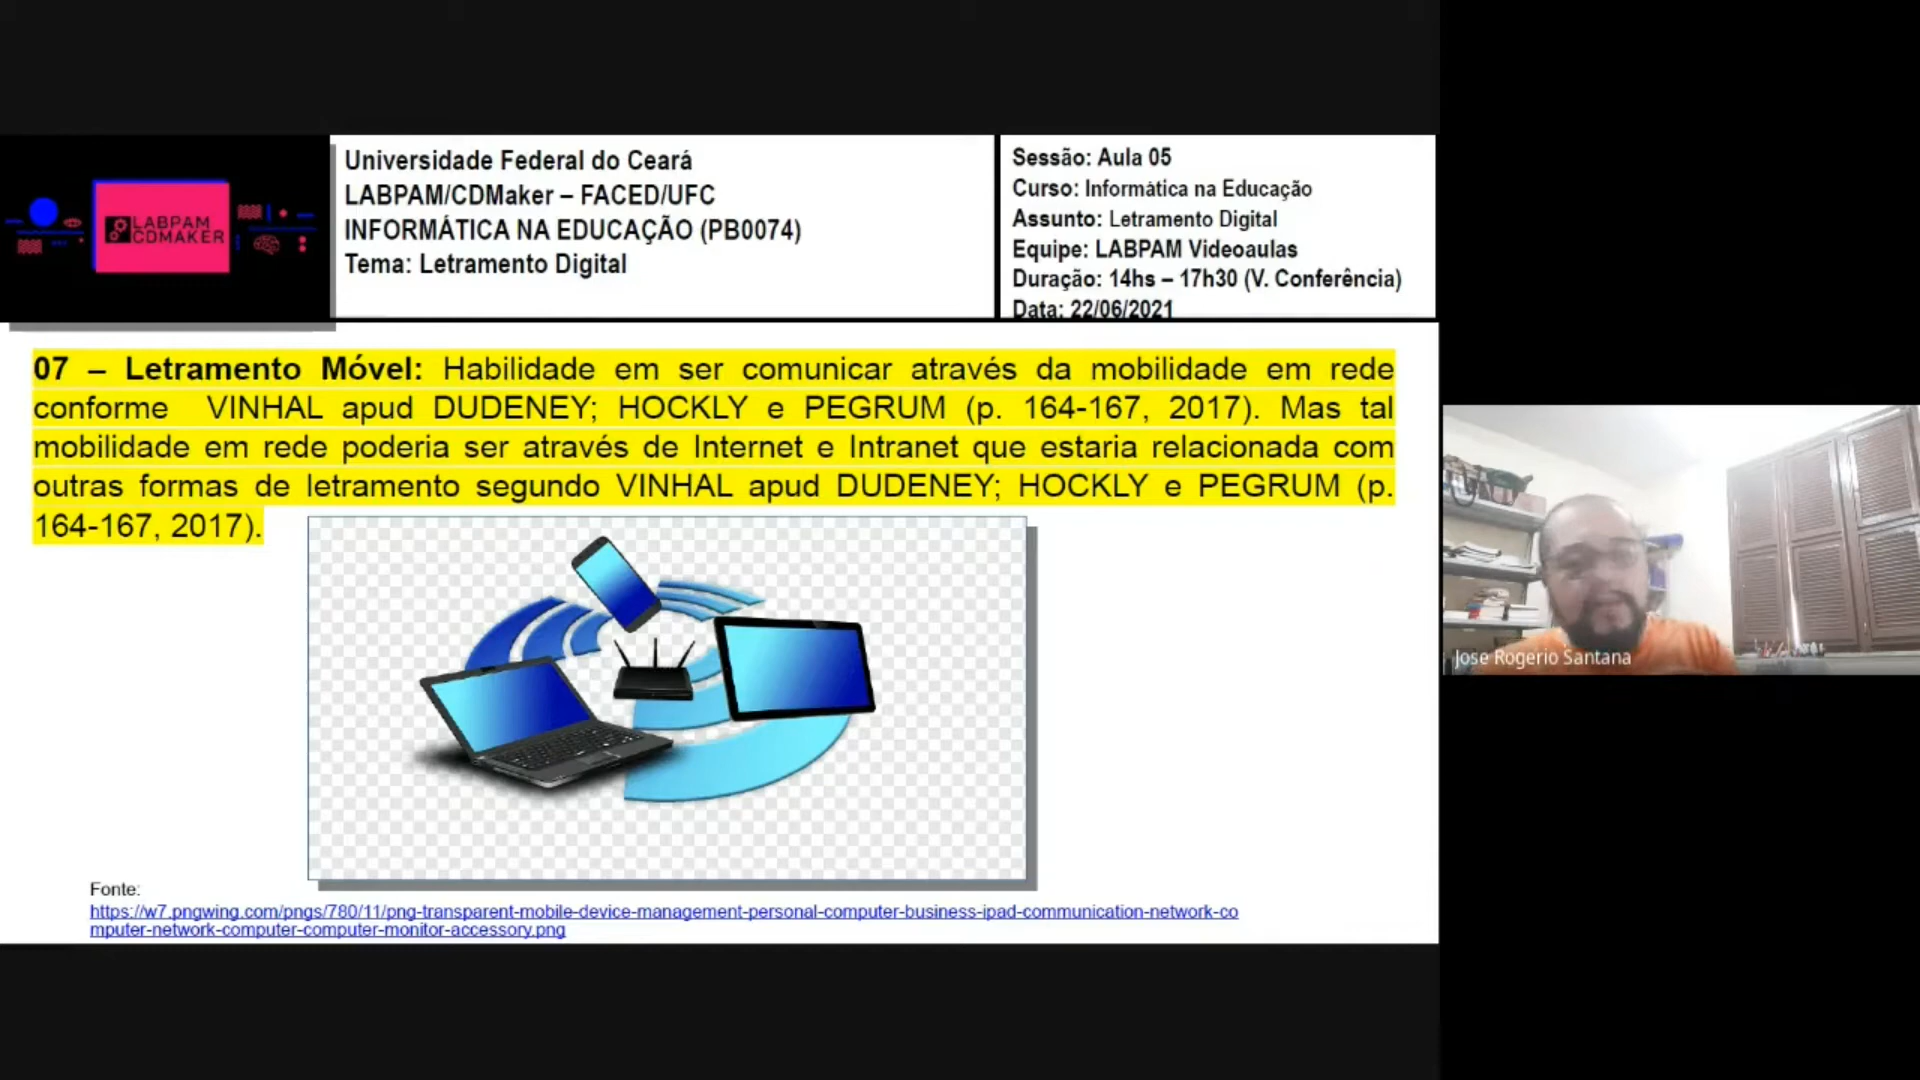 LABPAM
CDMAKER
Universidade Federal do Ceará
LABPAM/CDMaker – FACED/UFC
INFORMÁTICA NA EDUCAÇÃO (PB0074)
Tema: Letramento Digital
Sessão: Aula 05
Curso: Informàtica na Educação
Assunto: Letramento Digital
Equipe: LABPAM Videoaulas
Duração: 14hs – 17h30 (V. Conferência)
Data: 22/06/2021
07 – Letramento Móvel: Habilidade em ser comunicar através da mobilidade em rede
conforme VINHAL apud DUDENEY; HOCKLY e PEGRUM (p. 164-167, 2017). Mas tal
mobilidade em rede poderia ser através de Internet e Intranet que estaria relacionada com
outras formas de letramento segundo VINHAL apud DUDENEY; HOCKLY e PEGRUM (p.
164-167, 2017).
Fonte:
https://w7.pngwing.com/pngs/780/11/png-transparent-mobile-device-management-personal-computer-business-ipad-communication-network-co
mputer-network-computer-computer-monitor-accessory.png
Jose Rogerio Santana